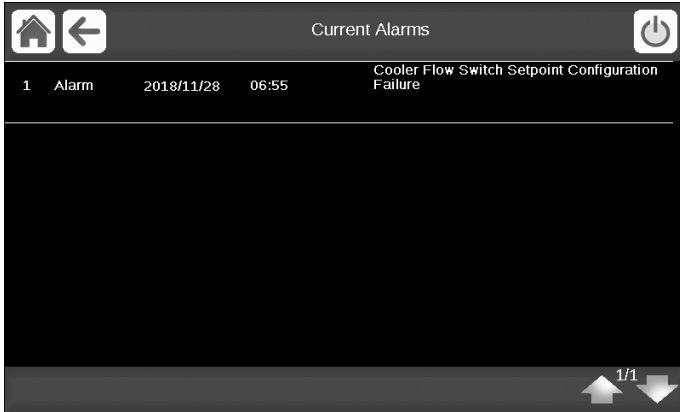 Current Alarms
1 Alarm 2018/11/28 06:55 Cooler Flow Switch Setpoint Configuration
Failure
1/1